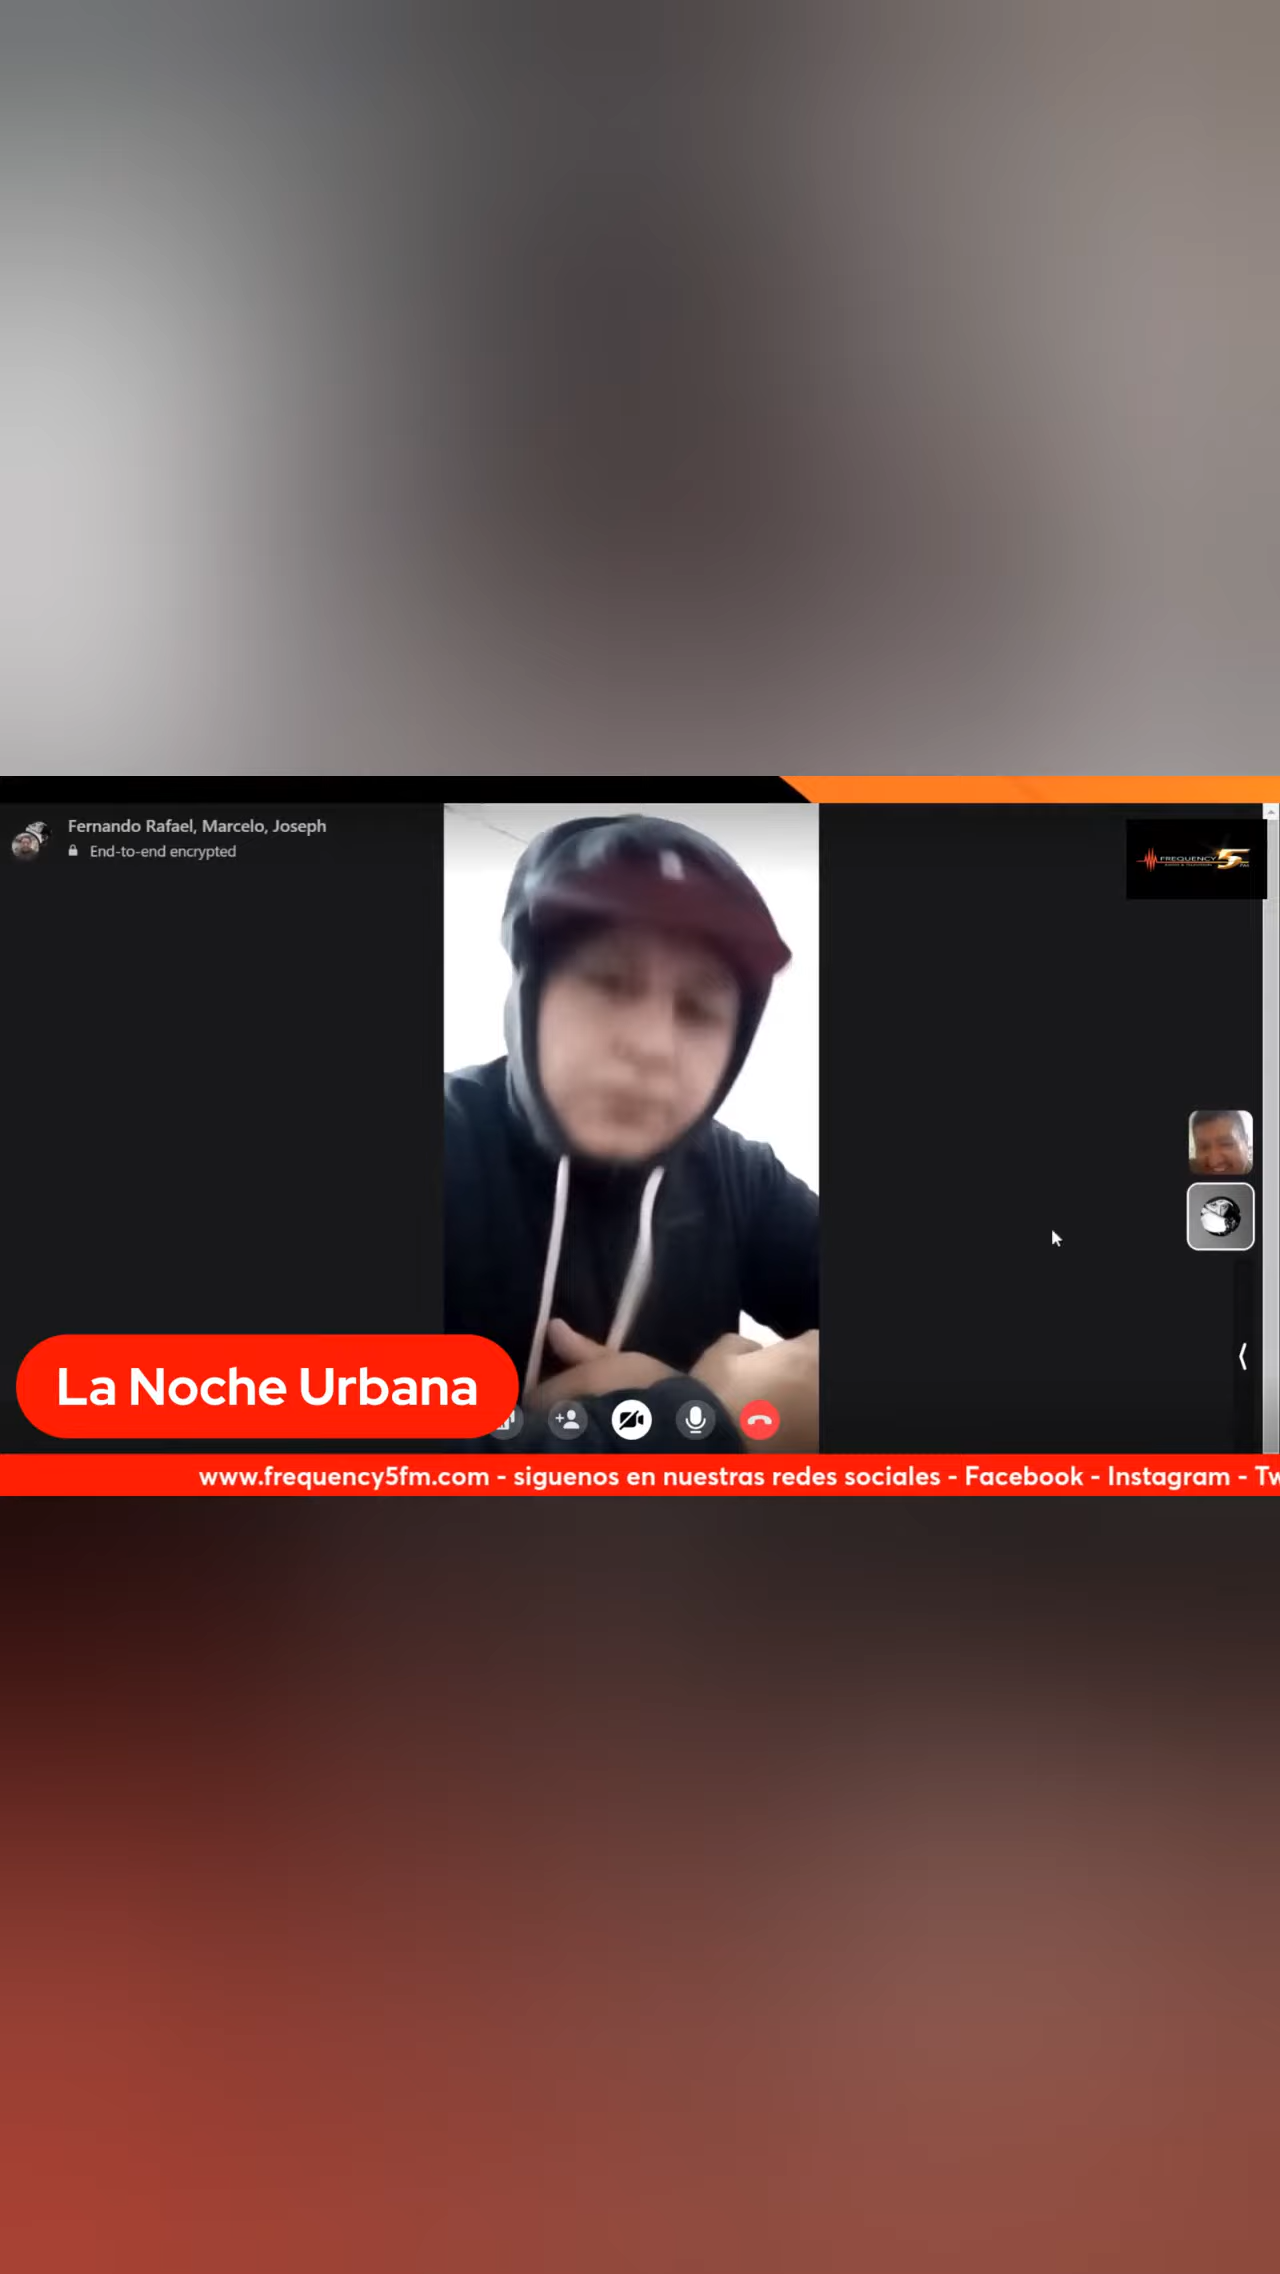 Fernando Rafael, Marcelo, Joseph
End-to-end encrypted
FREQUENCY 5 FM
La Noche Urbana
www.frequency5fm.com - siguenos en nuestras redes sociales - Facebook - Instagram - Tw